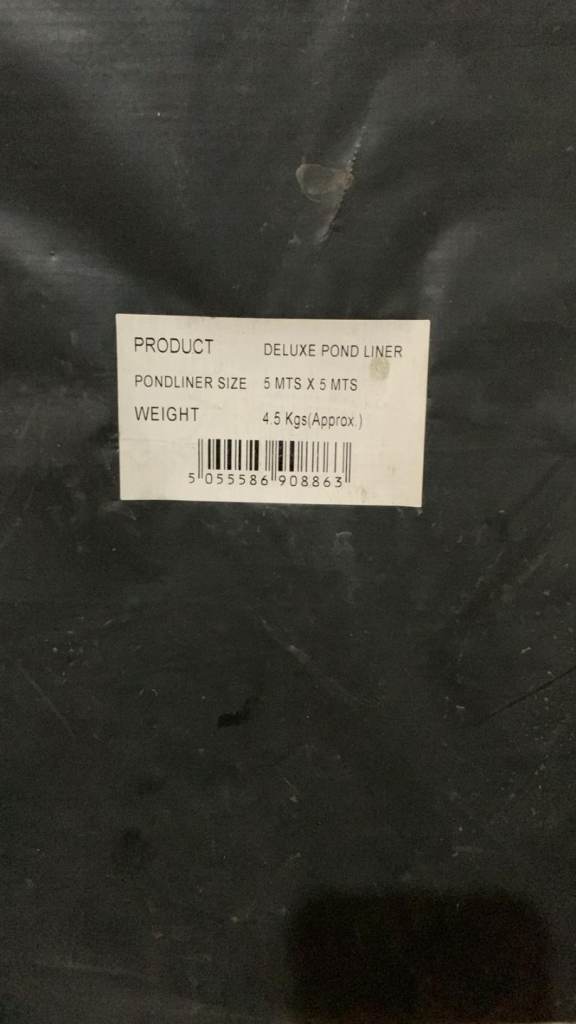 PRODUCT DELUXE POND LINER
PONDLINER SIZE 5 MTS X 5 MTS
WEIGHT 4.5 Kgs(Approx.)
5 055586 908863